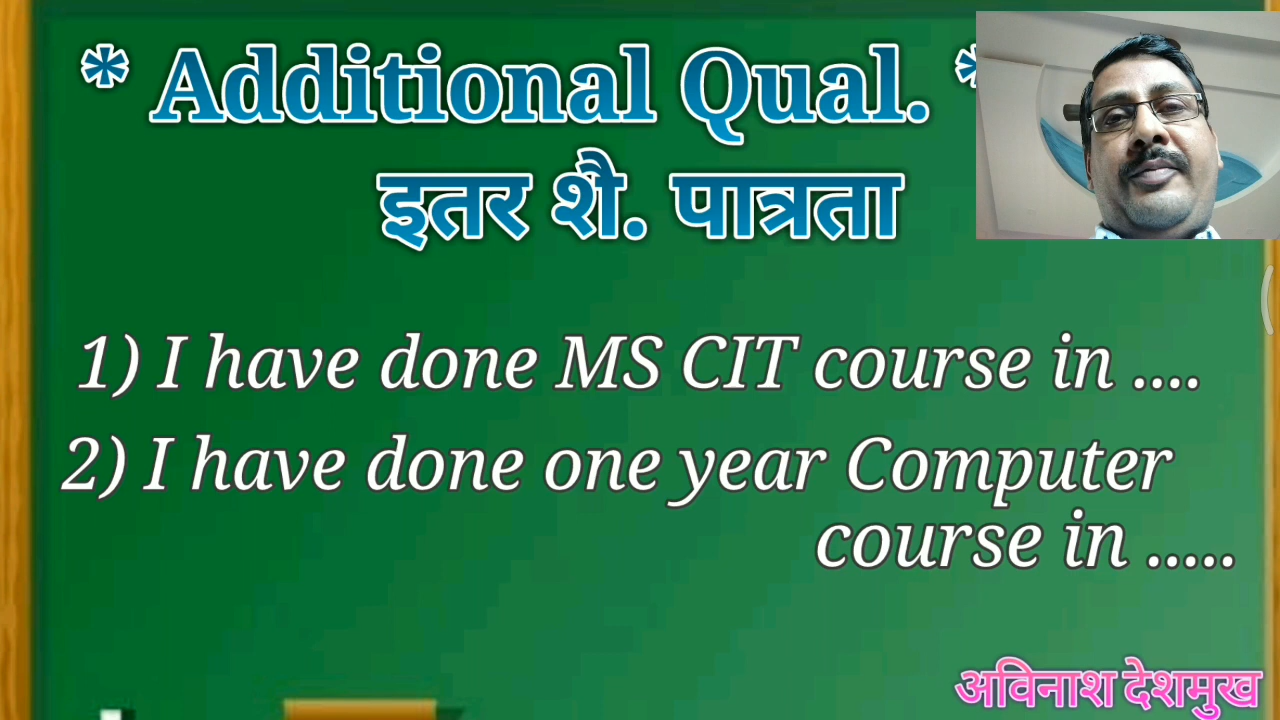 * Additional Qual. *
इतर शै. पात्रता
1) I have done MS CIT course in ....
2) I have done one year Computer
course in .....
अविनाश देशमुख